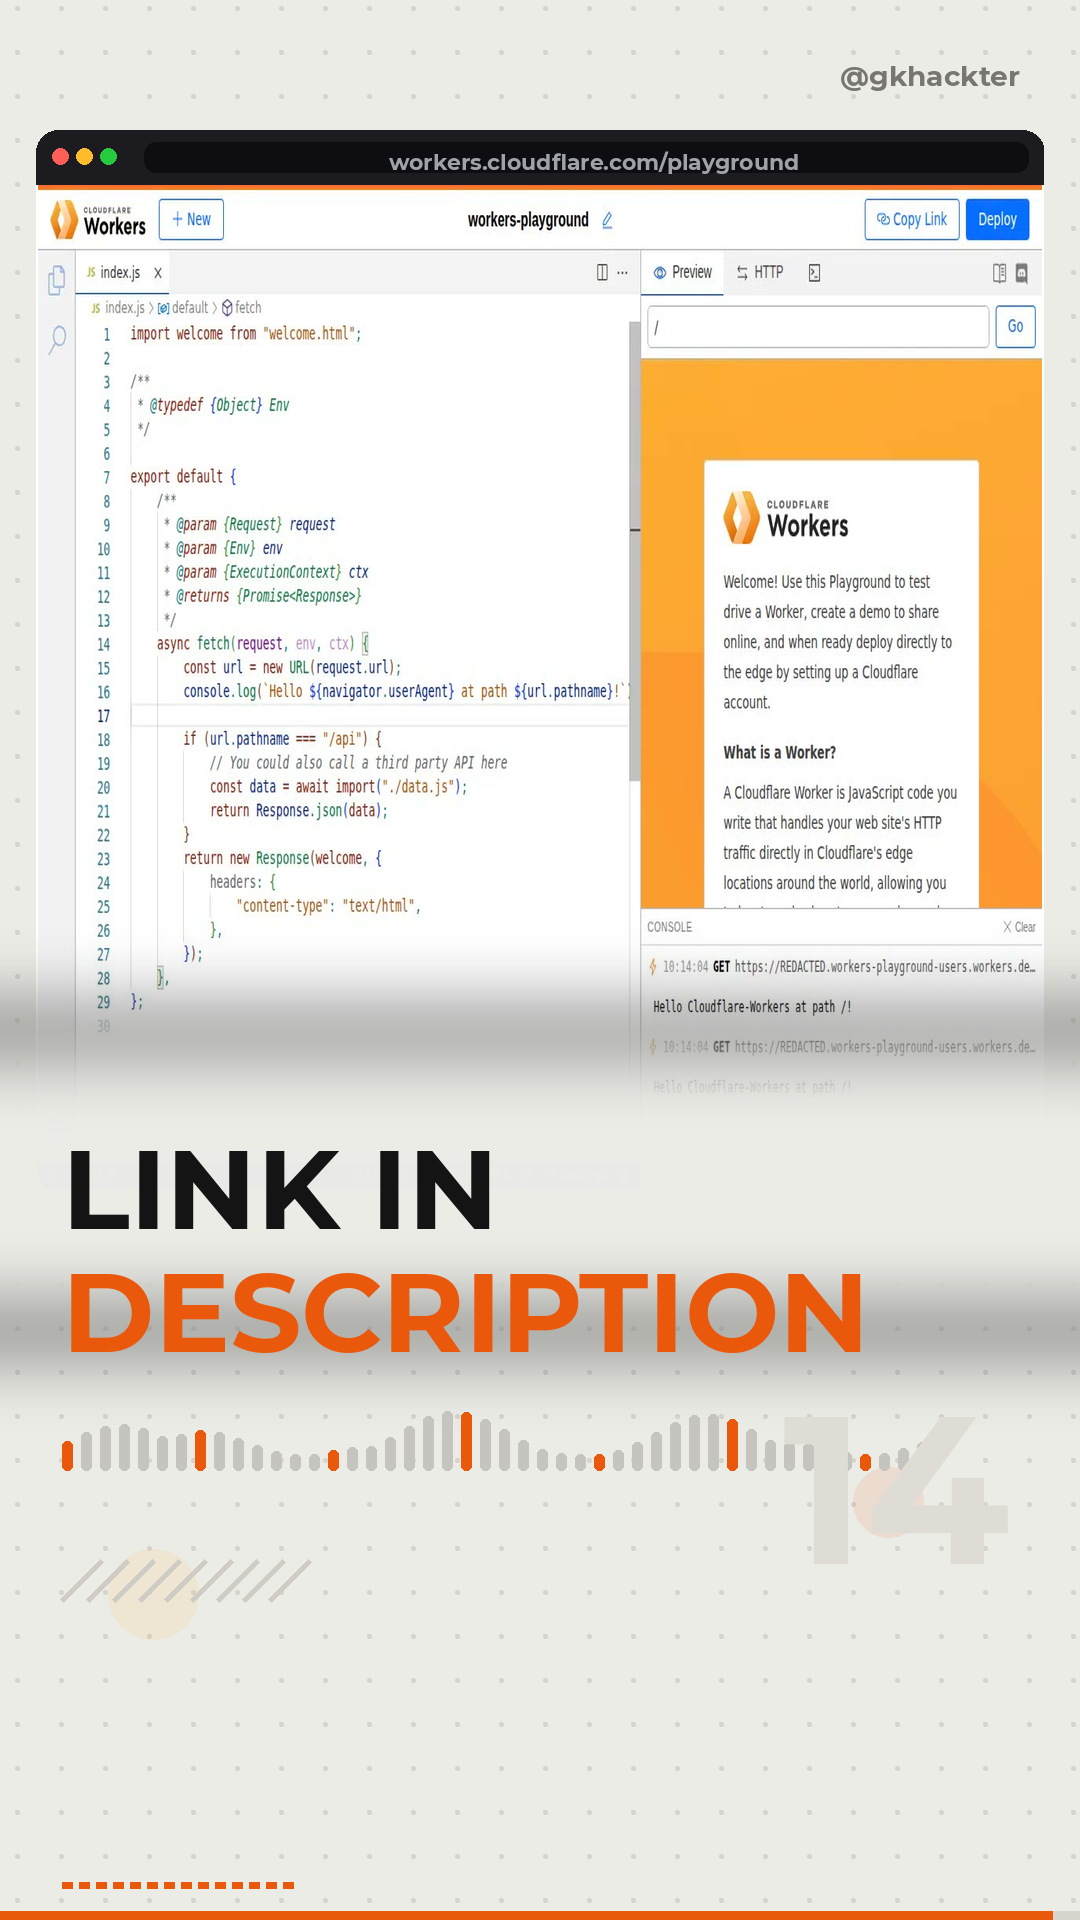 @gkhackter
workers.cloudflare.com/playground
CLOUDFLARE
Workers
+ New
workers-playground
Copy Link
Deploy
JS index.js X
Preview
HTTP
JS index.js > default > fetch
1 import welcome from "welcome.html";
2
3 /**
4  * @typedef {Object} Env
5  */
6
7 export default {
8 /**
9  * @param {Request} request
10  * @param {Env} env
11  * @param {ExecutionContext} ctx
12  * @returns {Promise<Response>}
13  */
14 async fetch(request, env, ctx) {
15 const url = new URL(request.url);
16 console.log(`Hello ${navigator.userAgent} at path ${url.pathname}!`)
17
18 if (url.pathname === "/api") {
19 // You could also call a third party API here
20 const data = await import("./data.js");
21 return Response.json(data);
22 }
23 return new Response(welcome, {
24 headers: {
25 "content-type": "text/html",
26 },
27 });
28 },
29 };
30
/
Go
CLOUDFLARE
Workers
Welcome! Use this Playground to test
drive a Worker, create a demo to share
online, and when ready deploy directly to
the edge by setting up a Cloudflare
account.
What is a Worker?
A Cloudflare Worker is JavaScript code you
write that handles your web site's HTTP
traffic directly in Cloudflare's edge
locations around the world, allowing you
CONSOLE
Clear
10:14:04 GET https://REDACTED.workers-playground-users.workers.de…
Hello Cloudflare-Workers at path /!
10:14:04 GET https://REDACTED.workers-playground-users.workers.de…
Hello Cloudflare-Workers at path /!
LINK IN
DESCRIPTION
14